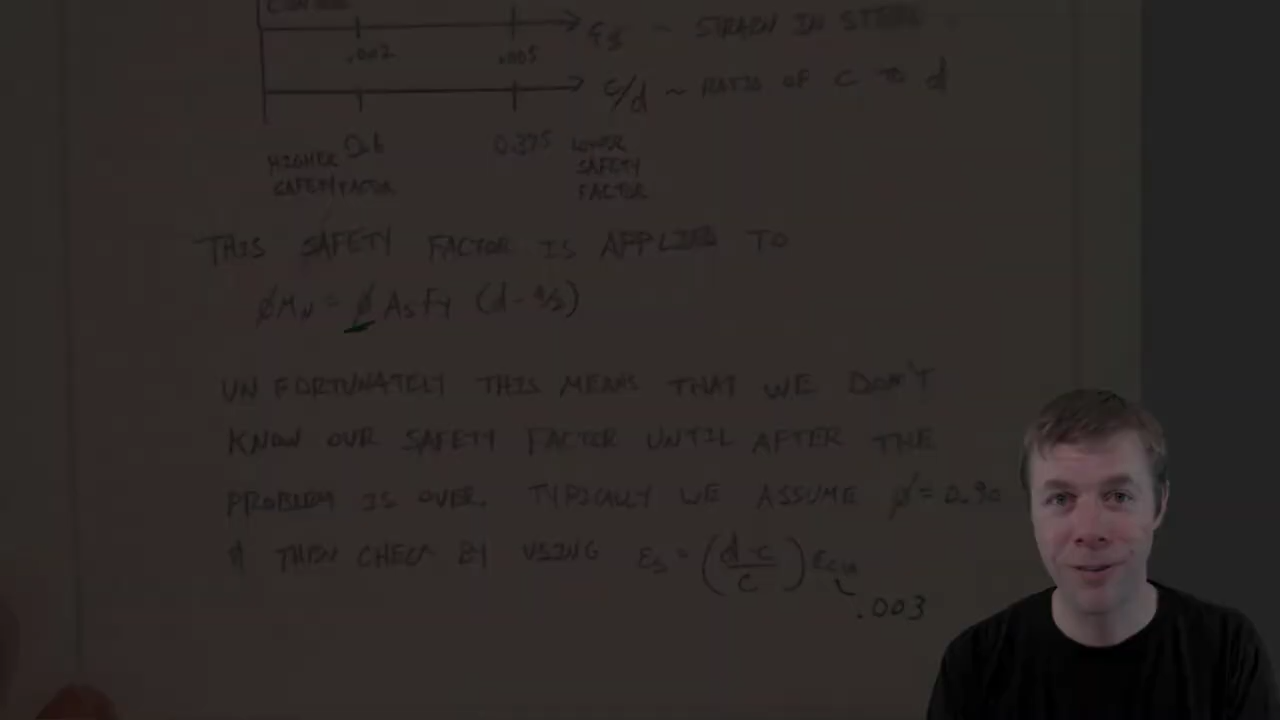 εs ~ STRAIN IN STEEL
.002 .005
c/d ~ RATIO OF C TO d
0.6 0.375
HIGHER SAFETY FACTOR
LOWER SAFETY FACTOR
THIS SAFETY FACTOR IS APPLIED TO
φMN = φ AsFy (d - a/2)
UNFORTUNATELY THIS MEANS THAT WE DON'T
KNOW OUR SAFETY FACTOR UNTIL AFTER THE
PROBLEM IS OVER. TYPICALLY WE ASSUME φ = 0.90
& THEN CHECK BY USING εs = (d-c/c) εcu
.003